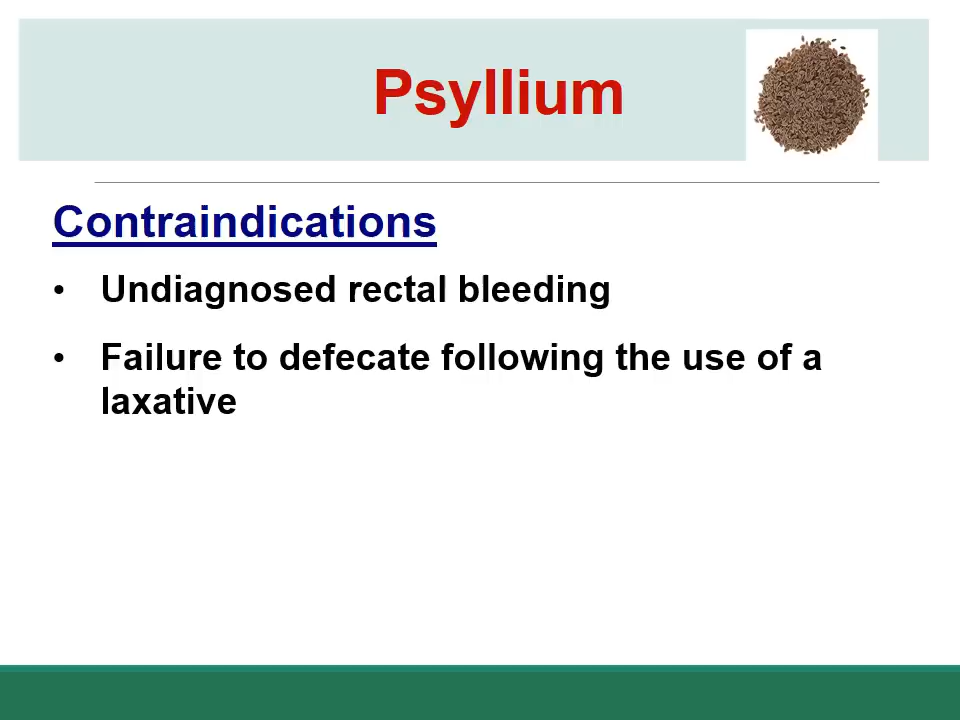 Psyllium
Contraindications
• Undiagnosed rectal bleeding
• Failure to defecate following the use of a
laxative